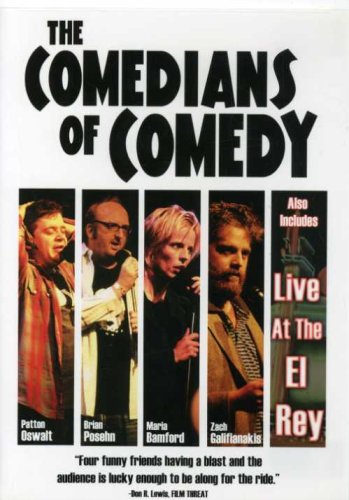 THE
COMEDIANS
OF COMEDY
Also
Includes
Live
At The
El
Rey
Patton
Oswalt
Brian
Posehn
Maria
Bamford
Zach
Galifianakis
"Four funny friends having a blast and the
audience is lucky enough to be along for the ride."
-Don R. Lewis, FILM THREAT